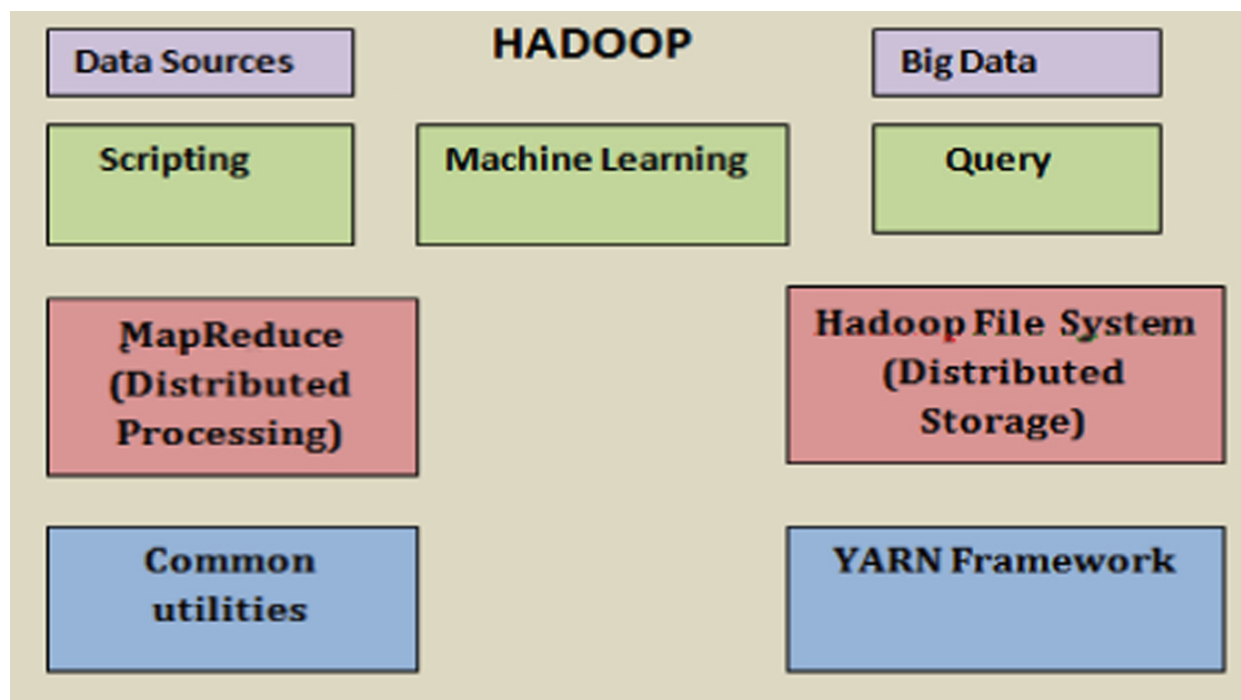 HADOOP
Data Sources
Big Data
Scripting
Machine Learning
Query
MapReduce
(Distributed
Processing)
Hadoop File System
(Distributed
Storage)
Common
utilities
YARN Framework